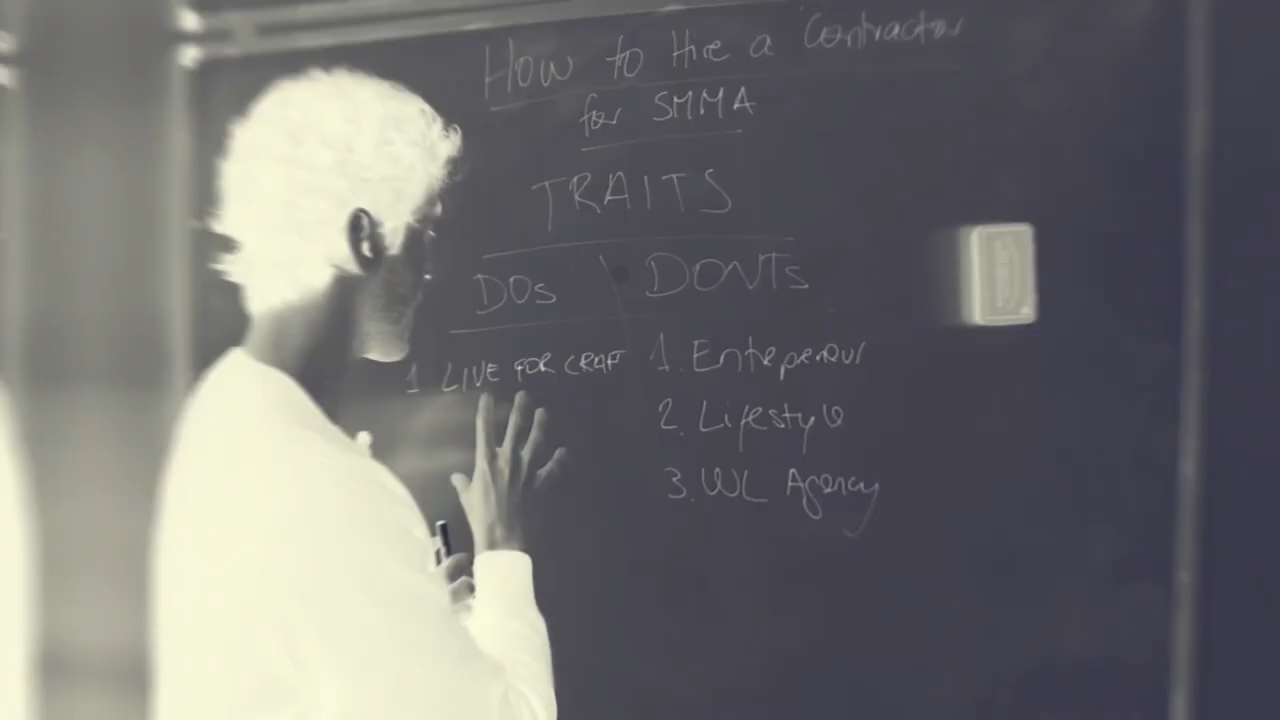 How to Hire a Contractor
for SMMA
TRAITS
DOs DONTs
1 LIVE FOR CRAFT 1. Entepenur
2. Lifestyle
3. WL Agency